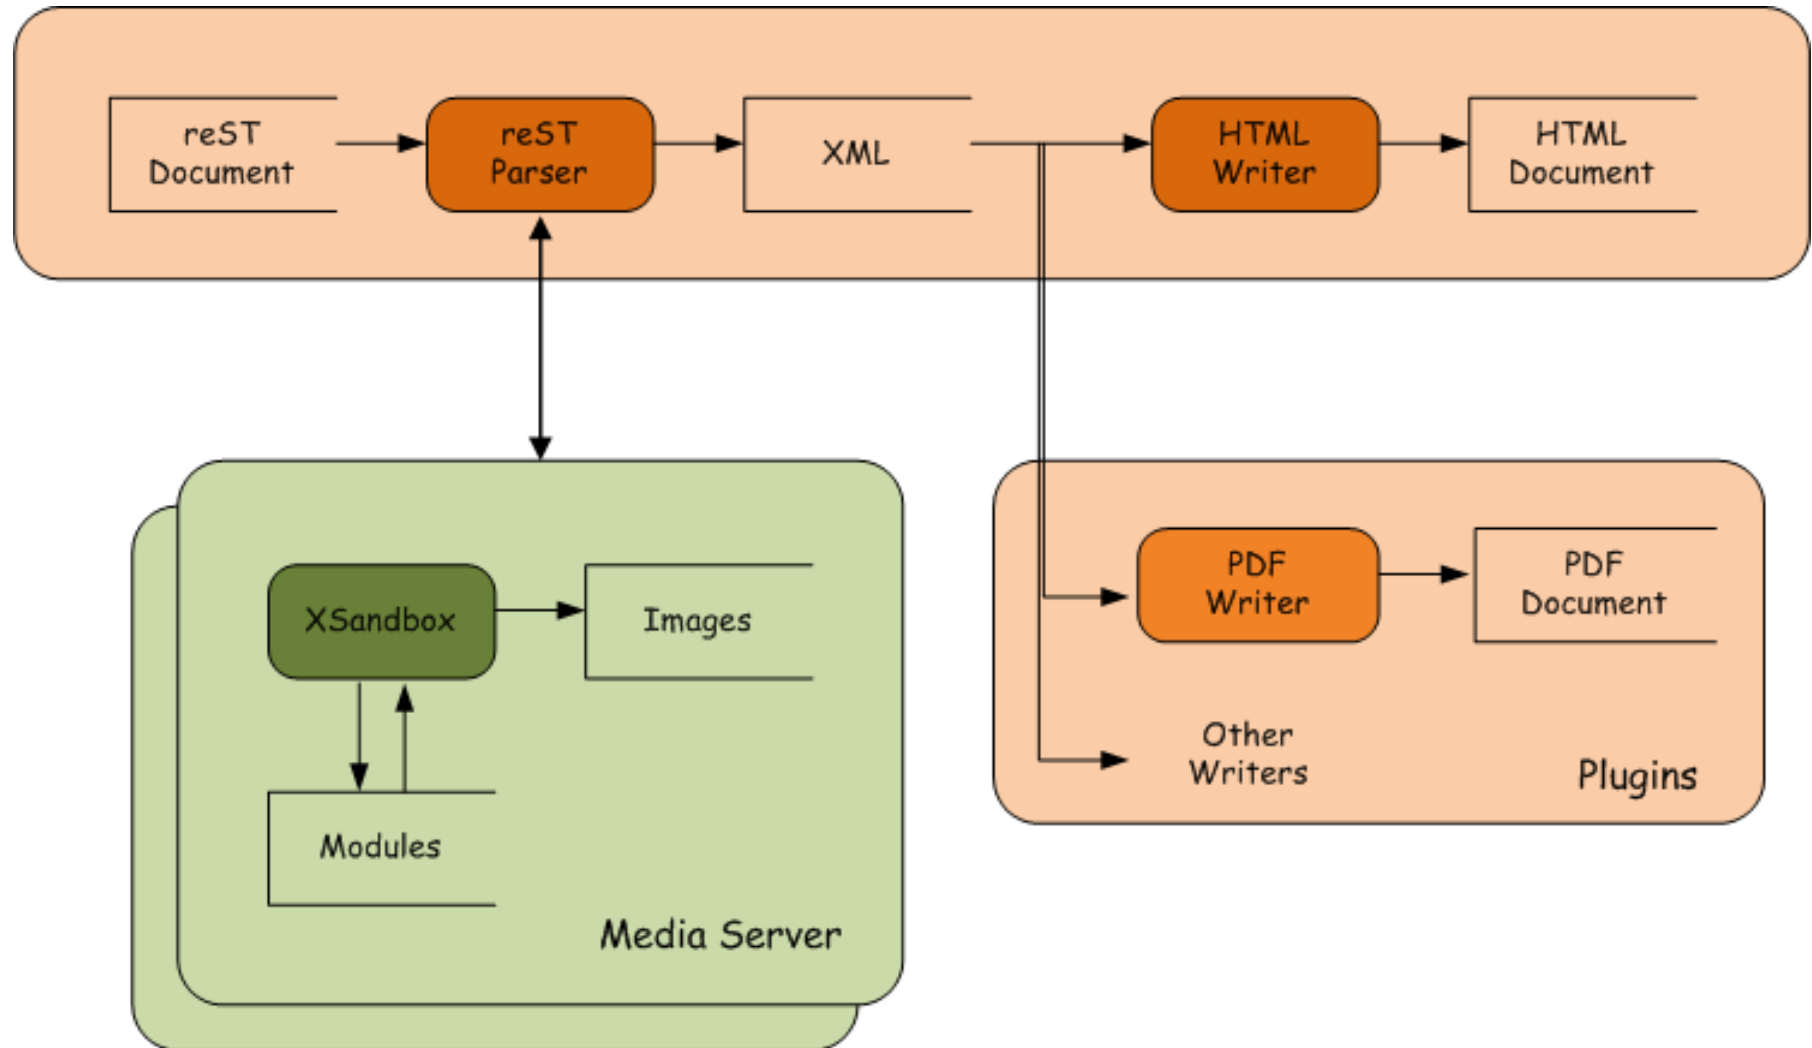 reST
Document
reST
Parser
XML
HTML
Writer
HTML
Document
XSandbox
Images
Modules
Media Server
PDF
Writer
PDF
Document
Other
Writers
Plugins